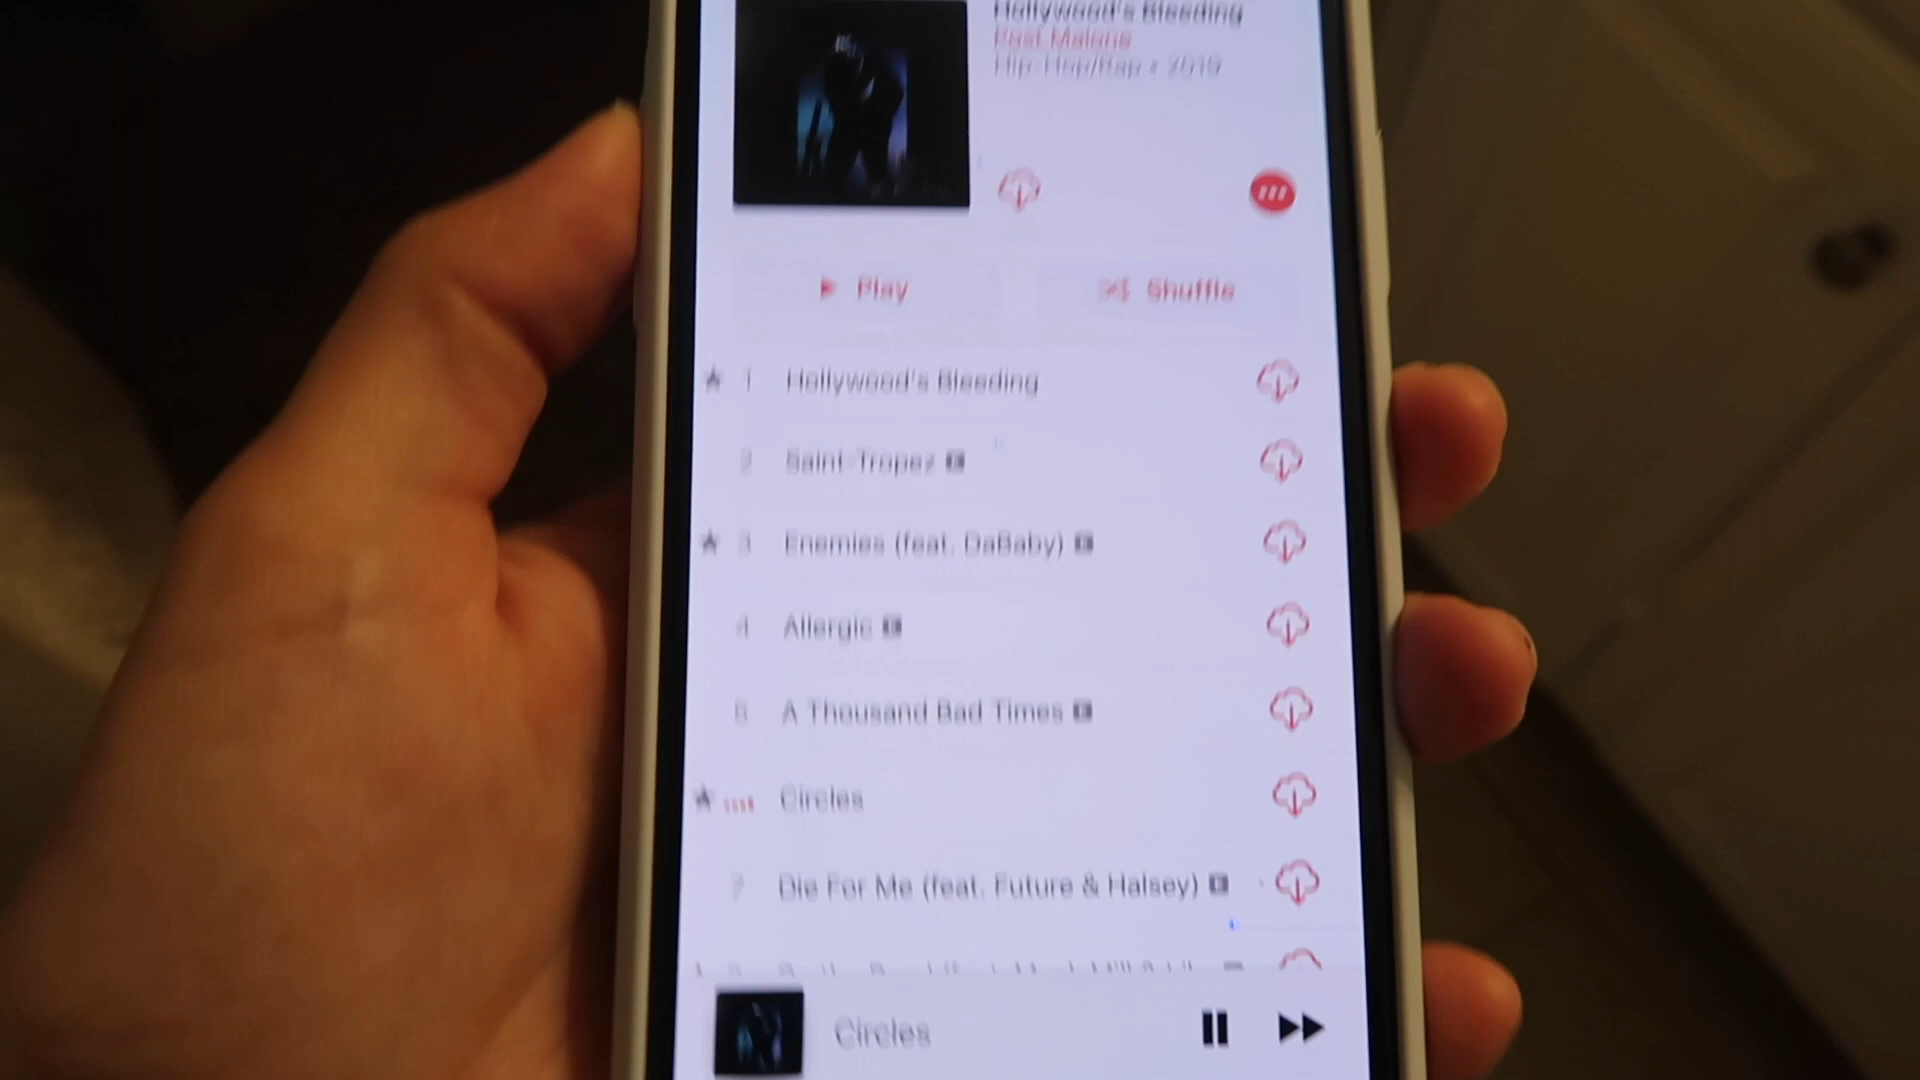 Hollywood's Bleeding
Post Malone
Hip-Hop/Rap • 2019
Play
Shuffle
★ 1 Hollywood's Bleeding
2 Saint-Tropez E
★ 3 Enemies (feat. DaBaby) E
4 Allergic E
5 A Thousand Bad Times E
★ Circles
7 Die For Me (feat. Future & Halsey) E
Circles